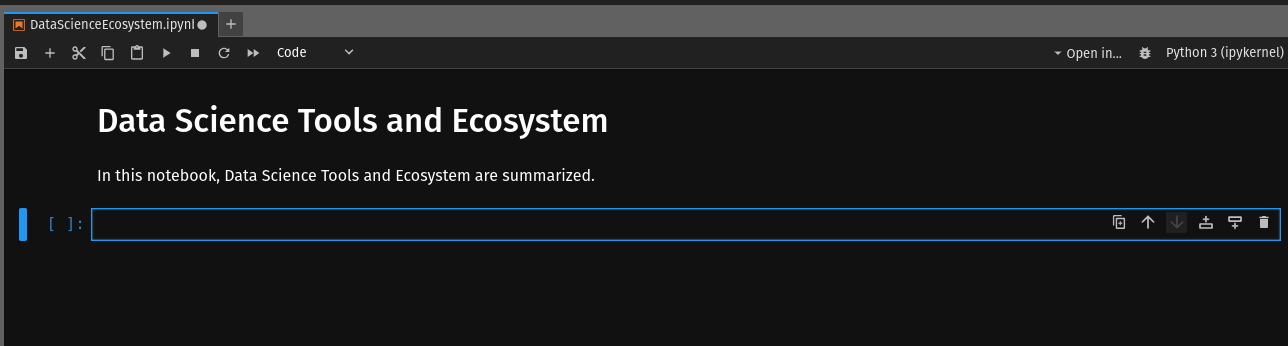 DataScienceEcosystem.ipynl
Code
Open in...
Python 3 (ipykernel)
Data Science Tools and Ecosystem
In this notebook, Data Science Tools and Ecosystem are summarized.
[ ]: